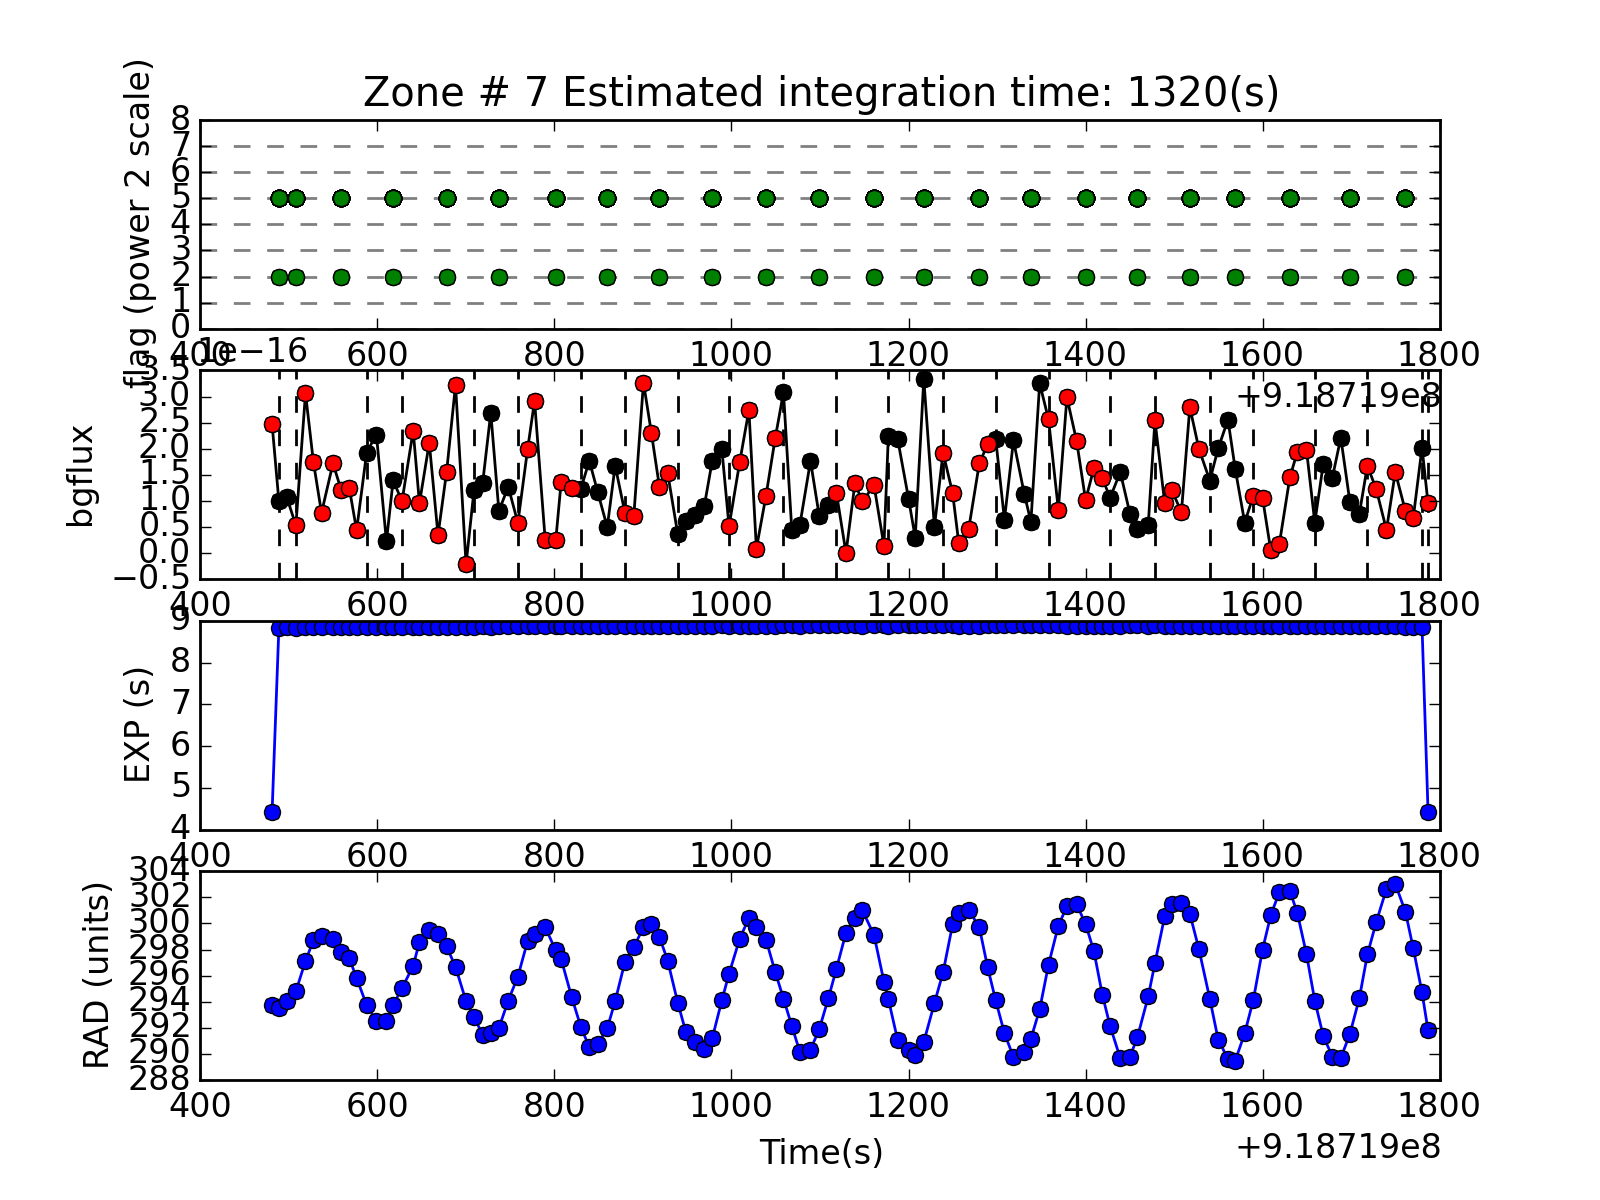 Zone # 7 Estimated integration time: 1320(s)
flag (power 2 scale)
8
7
6
5
4
3
2
1
0
400 600 800 1000 1200 1400 1600 1800
1e−16
+9.18719e8
bgflux
3.5
3.0
2.5
2.0
1.5
1.0
0.5
0.0
−0.5
400 600 800 1000 1200 1400 1600 1800
EXP (s)
9
8
7
6
5
4
400 600 800 1000 1200 1400 1600 1800
RAD (units)
304
302
300
298
296
294
292
290
288
400 600 800 1000 1200 1400 1600 1800
Time(s)
+9.18719e8